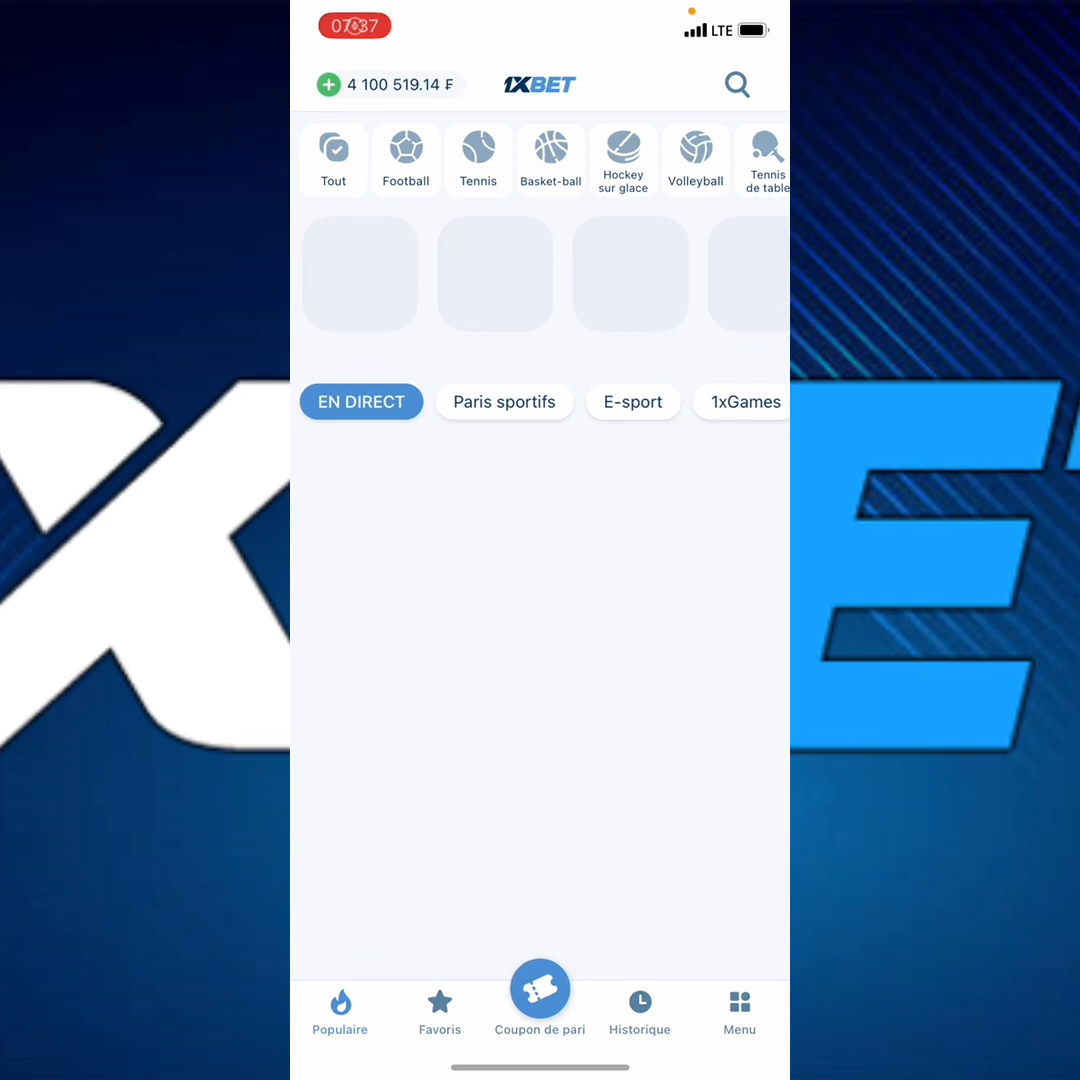 07:37
LTE
4 100 519.14 ₣
1XBET
Tout
Football
Tennis
Basket-ball
Hockey
sur glace
Volleyball
Tennis
de table
EN DIRECT
Paris sportifs
E-sport
1xGames
Populaire
Favoris
Coupon de pari
Historique
Menu